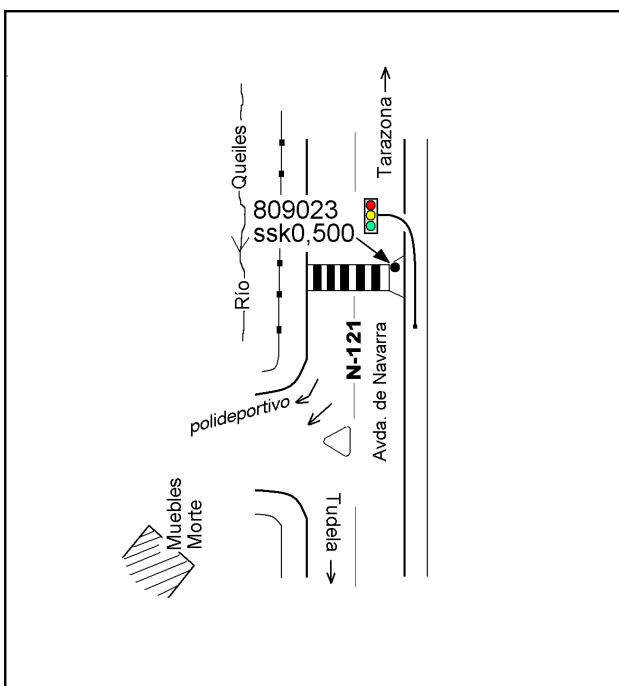 Queiles
Río
Tarazona
809023
ssk0,500
N-121
Avda. de Navarra
polideportivo
Muebles
Morte
Tudela